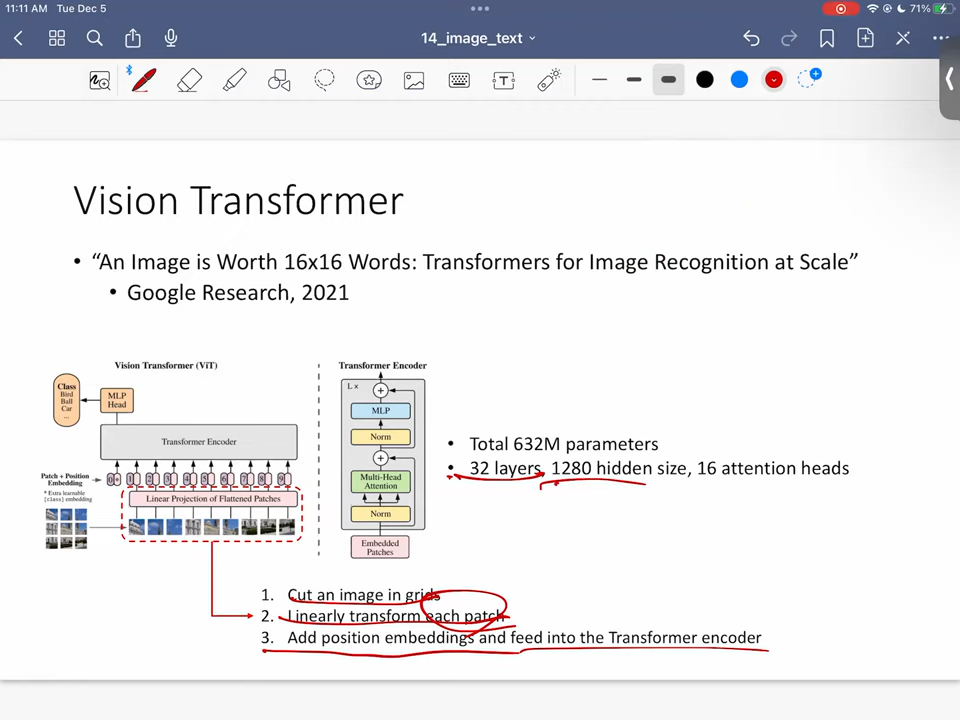 11:11 AM Tue Dec 5
71%
14_image_text
Vision Transformer
• “An Image is Worth 16x16 Words: Transformers for Image Recognition at Scale”
• Google Research, 2021
Vision Transformer (ViT)
Class
Bird
Ball
Car
...
MLP
Head
Transformer Encoder
Patch + Position
Embedding
* Extra learnable
[class] embedding
0 * 1 2 3 4 5 6 7 8 9
Linear Projection of Flattened Patches
Transformer Encoder
L ×
+
MLP
Norm
+
Multi-Head
Attention
Norm
Embedded
Patches
• Total 632M parameters
• 32 layers, 1280 hidden size, 16 attention heads
1. Cut an image in grids
2. Linearly transform each patch
3. Add position embeddings and feed into the Transformer encoder